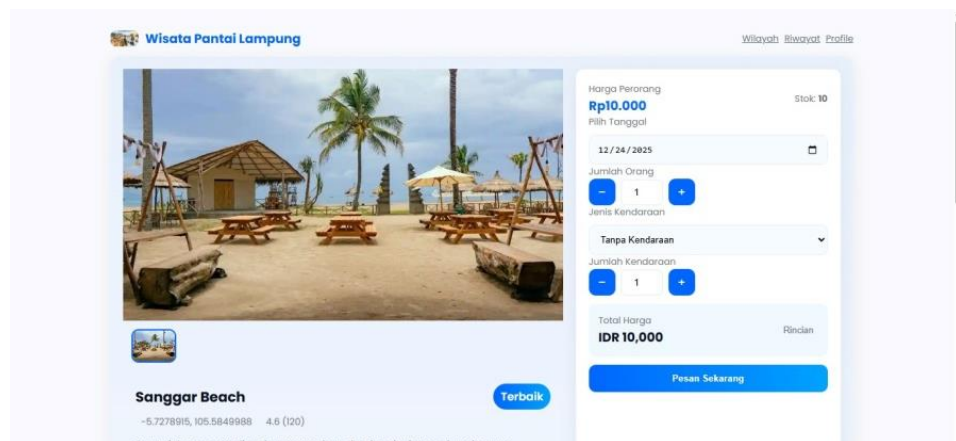 Wisata Pantai Lampung
Wilayah Riwayat Profile
Harga Perorang
Rp10.000
Stok: 10
Pilih Tanggal
12/24/2025
Jumlah Orang
− 1 +
Jenis Kendaraan
Tanpa Kendaraan
Jumlah Kendaraan
− 1 +
Total Harga
IDR 10,000
Rincian
Pesan Sekarang
Sanggar Beach
Terbaik
-5.7278915, 105.5849988 4.6 (120)